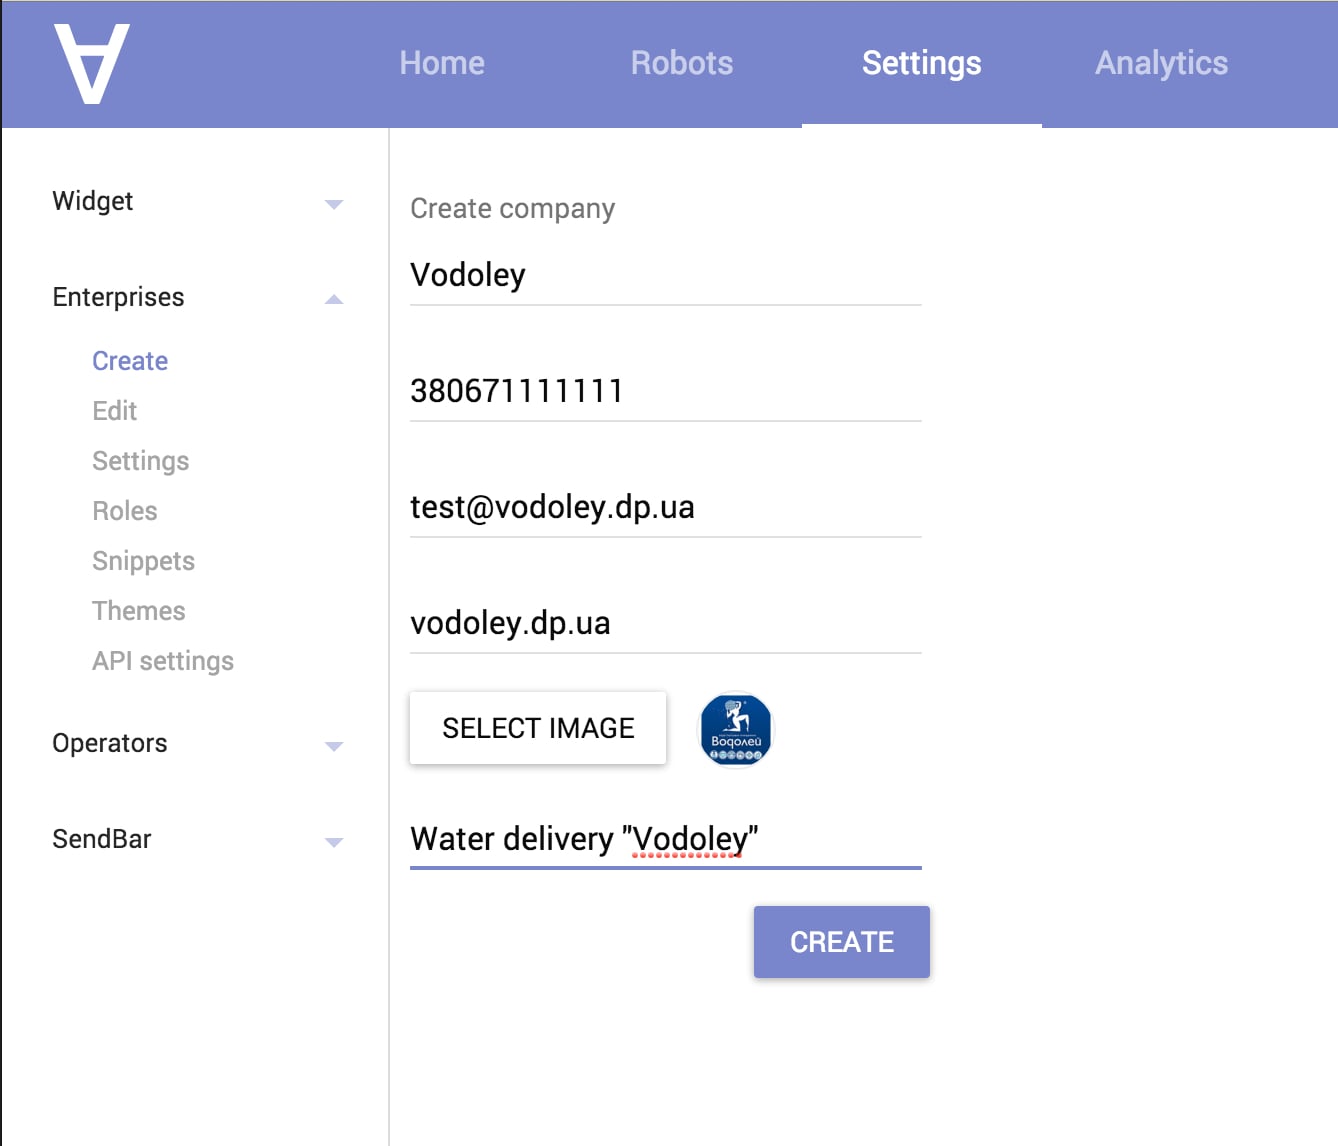 Home Robots Settings Analytics
Widget
Enterprises
Create
Edit
Settings
Roles
Snippets
Themes
API settings
Operators
SendBar
Create company
Vodoley
380671111111
test@vodoley.dp.ua
vodoley.dp.ua
SELECT IMAGE
Водолей
Water delivery "Vodoley"
CREATE